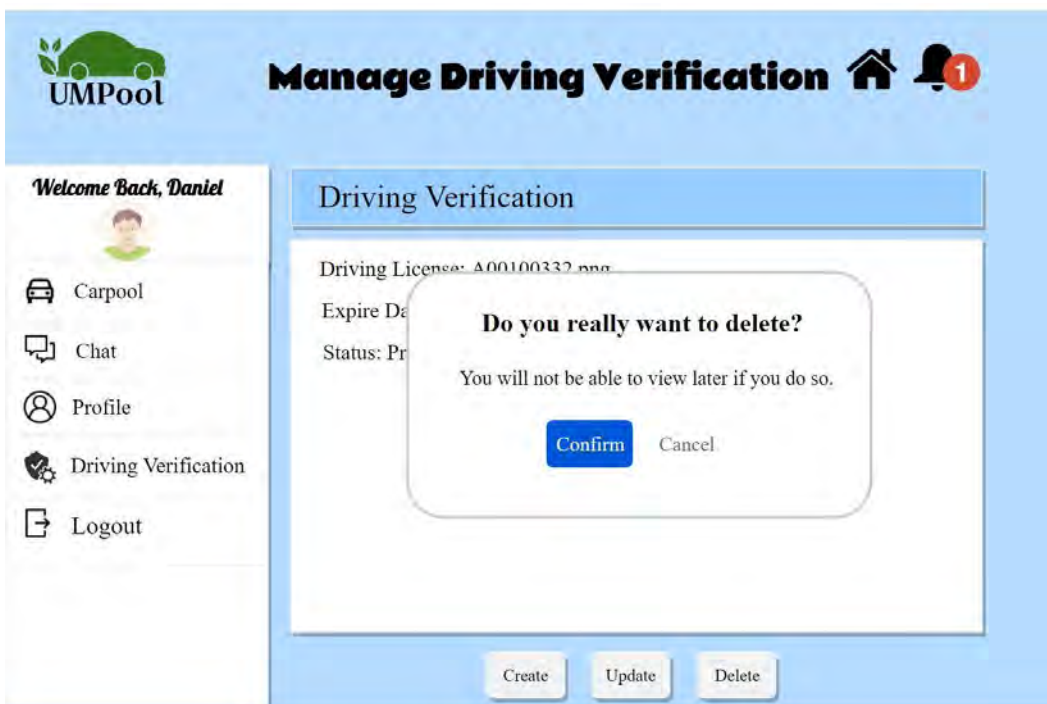 UMPool
Manage Driving Verification
1
Welcome Back, Daniel
Carpool
Chat
Profile
Driving Verification
Logout
Driving Verification
Driving License: A00100332.png
Expire
Status:
Do you really want to delete?
You will not be able to view later if you do so.
Confirm Cancel
Create Update Delete